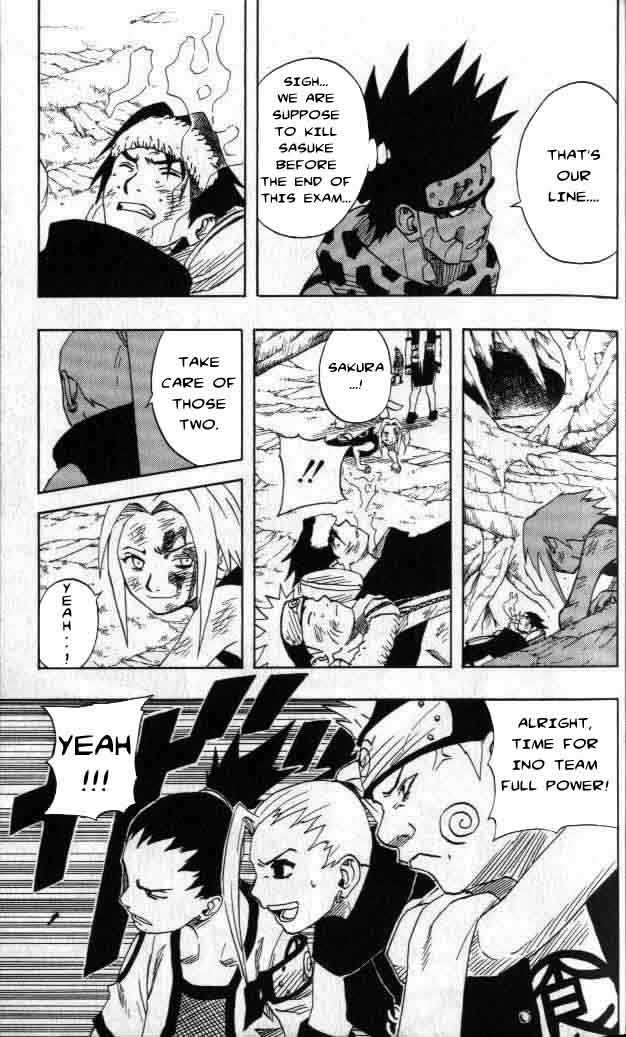 THAT'S
OUR
LINE....
SIGH...
WE ARE
SUPPOSE
TO KILL
SASUKE
BEFORE
THE END OF
THIS EXAM...
SAKURA
...!
!!
TAKE
CARE OF
THOSE
TWO.
YEAH..!
ALRIGHT,
TIME FOR
INO TEAM
FULL POWER!
YEAH
!!!
食